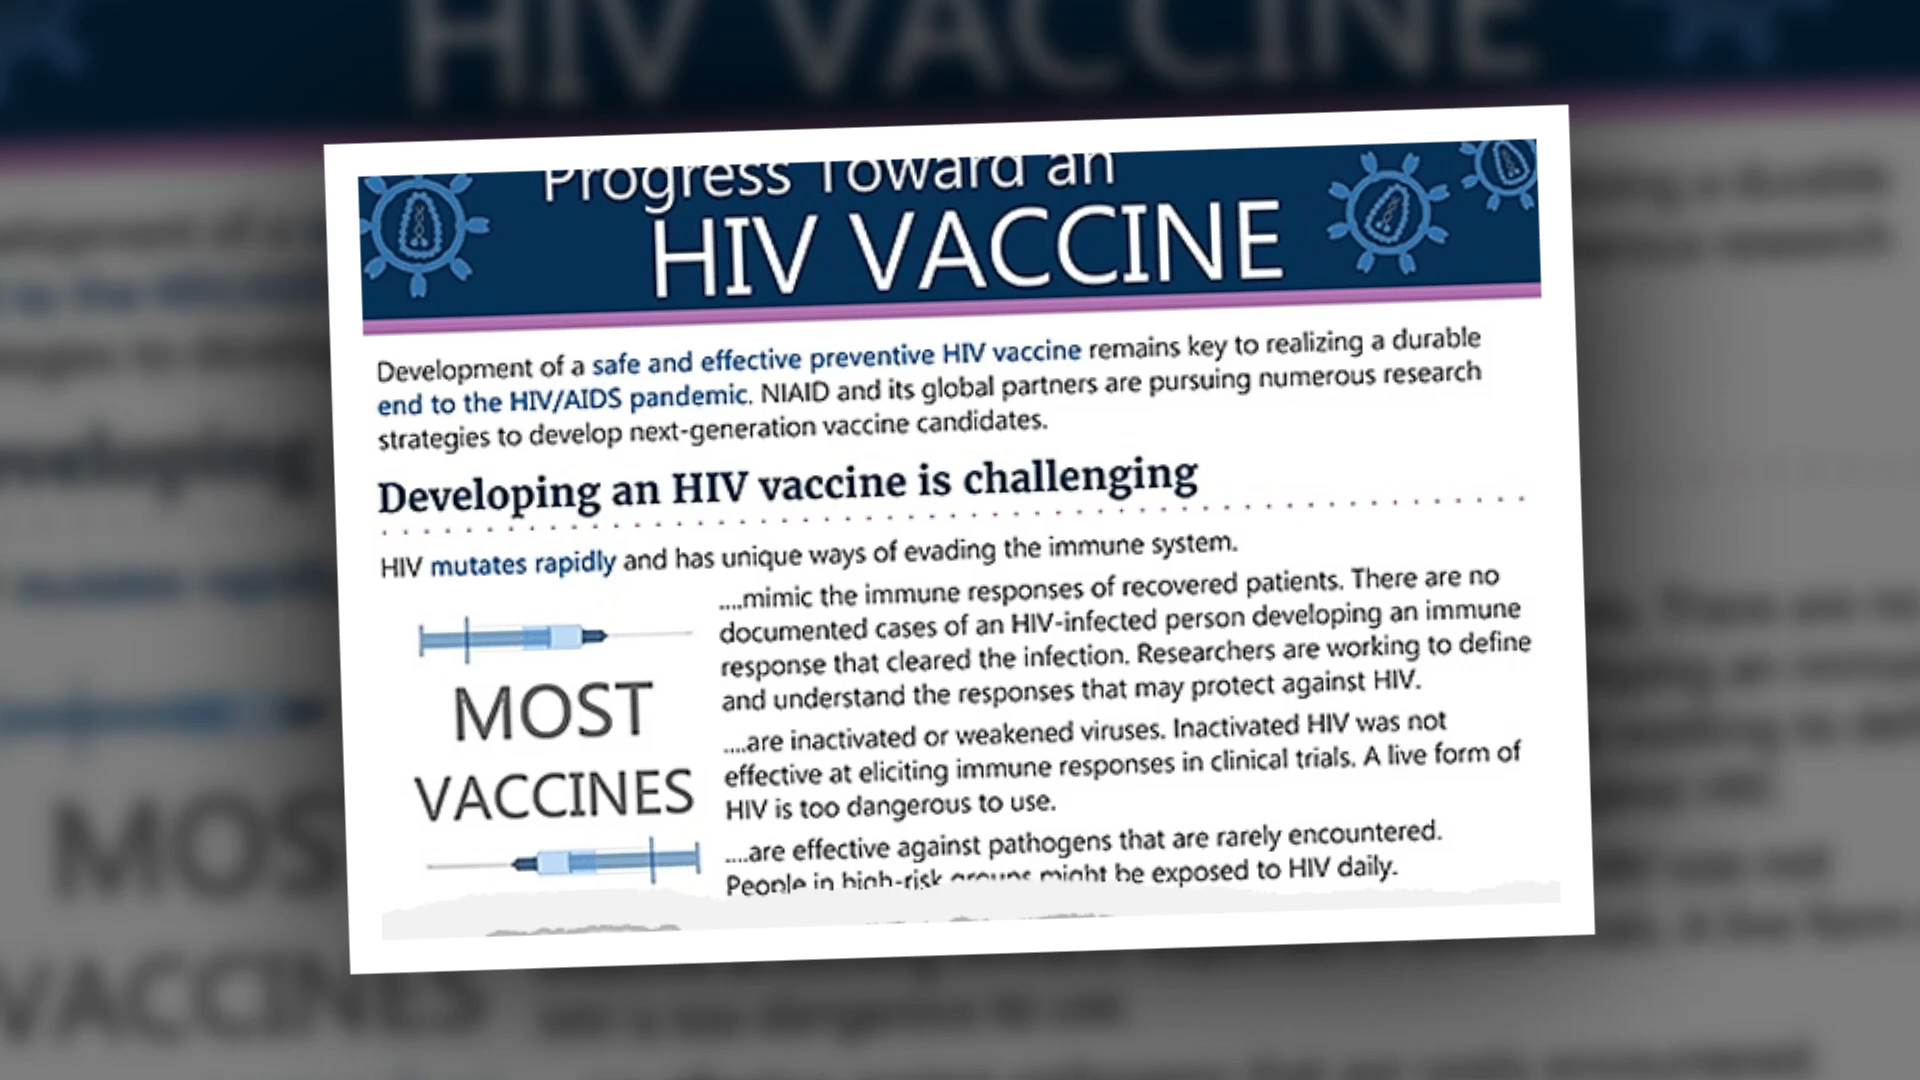 Progress Toward an
HIV VACCINE
Development of a safe and effective preventive HIV vaccine remains key to realizing a durable
end to the HIV/AIDS pandemic. NIAID and its global partners are pursuing numerous research
strategies to develop next-generation vaccine candidates.
Developing an HIV vaccine is challenging
HIV mutates rapidly and has unique ways of evading the immune system.
MOST
VACCINES
....mimic the immune responses of recovered patients. There are no
documented cases of an HIV-infected person developing an immune
response that cleared the infection. Researchers are working to define
and understand the responses that may protect against HIV.
....are inactivated or weakened viruses. Inactivated HIV was not
effective at eliciting immune responses in clinical trials. A live form of
HIV is too dangerous to use.
....are effective against pathogens that are rarely encountered.
People in high-risk groups might be exposed to HIV daily.